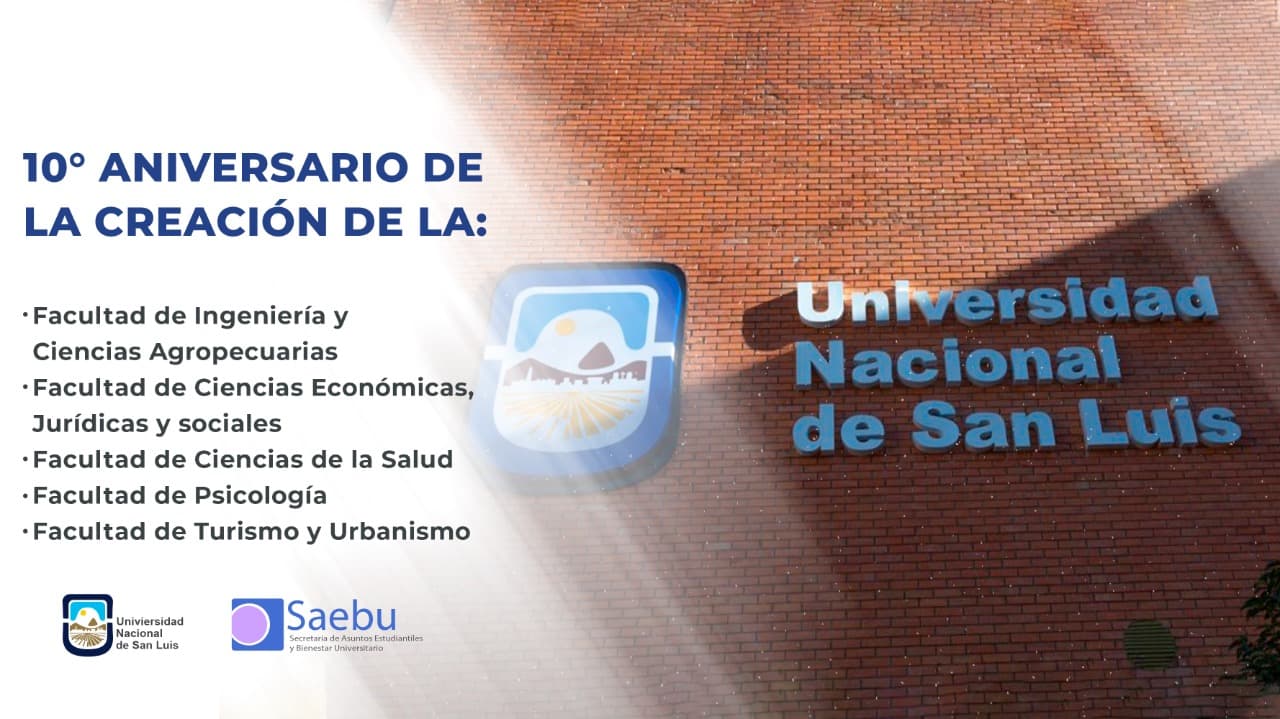 10° ANIVERSARIO DE
LA CREACIÓN DE LA:
· Facultad de Ingeniería y
Ciencias Agropecuarias
· Facultad de Ciencias Económicas,
Jurídicas y sociales
· Facultad de Ciencias de la Salud
· Facultad de Psicología
· Facultad de Turismo y Urbanismo
Universidad
Nacional
de San Luis
Saebu
Secretaría de Asuntos Estudiantiles
y Bienestar Universitario
Universidad
Nacional
de San Luis